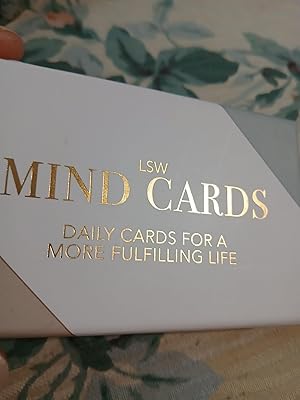 LSW
MIND CARDS
DAILY CARDS FOR A
MORE FULFILLING LIFE